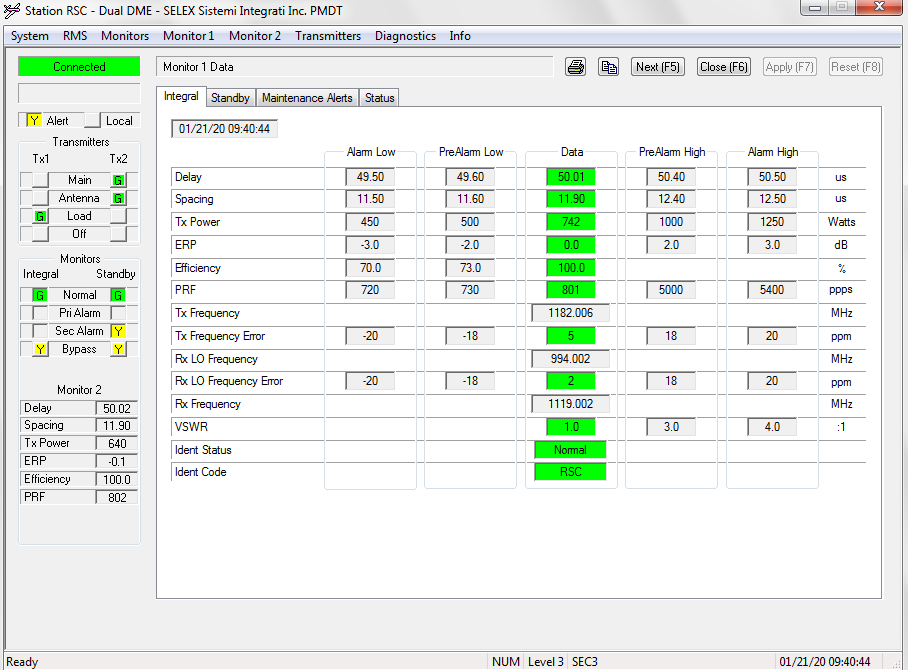 Station RSC - Dual DME - SELEX Sistemi Integrati Inc. PMDT
System RMS Monitors Monitor 1 Monitor 2 Transmitters Diagnostics Info
Connected
Monitor 1 Data
Next (F5) Close (F6) Apply (F7) Reset (F8)
Y Alert Local
Transmitters
Tx1 Tx2
Main G
Antenna G
G Load
Off
Monitors
Integral Standby
G Normal G
Pri Alarm
Sec Alarm Y
Y Bypass Y
Monitor 2
Delay 50.02
Spacing 11.90
Tx Power 640
ERP -0.1
Efficiency 100.0
PRF 802
Integral Standby Maintenance Alerts Status
01/21/20 09:40:44
Alarm Low PreAlarm Low Data PreAlarm High Alarm High
Delay 49.50 49.60 50.01 50.40 50.50 us
Spacing 11.50 11.60 11.90 12.40 12.50 us
Tx Power 450 500 742 1000 1250 Watts
ERP -3.0 -2.0 0.0 2.0 3.0 dB
Efficiency 70.0 73.0 100.0 %
PRF 720 730 801 5000 5400 ppps
Tx Frequency 1182.006 MHz
Tx Frequency Error -20 -18 5 18 20 ppm
Rx LO Frequency 994.002 MHz
Rx LO Frequency Error -20 -18 2 18 20 ppm
Rx Frequency 1119.002 MHz
VSWR 1.0 3.0 4.0 :1
Ident Status Normal
Ident Code RSC
Ready NUM Level 3 SEC3 01/21/20 09:40:44